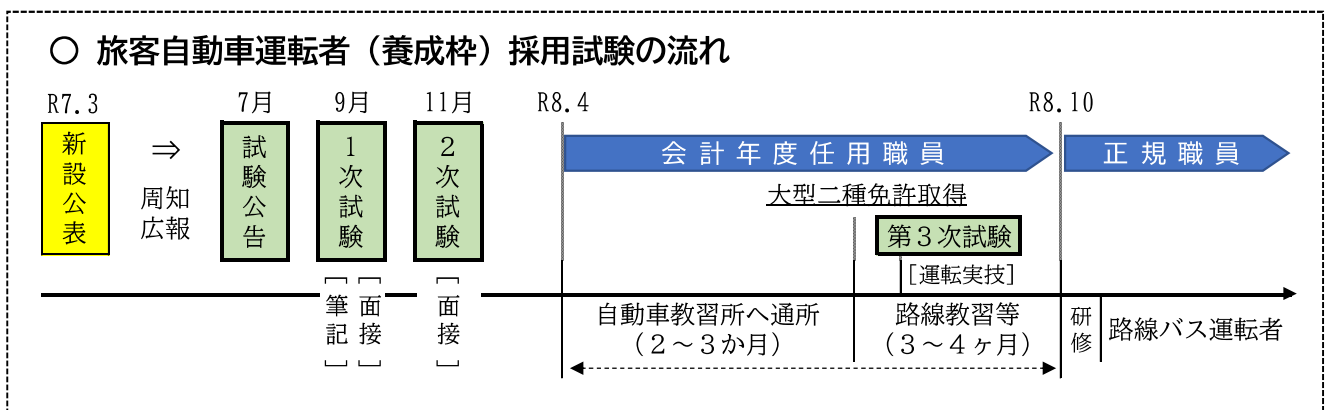 ○ 旅客自動車運転者（養成枠）採用試験の流れ
R7.3
7月
9月
11月
R8.4
R8.10
新設公表
⇒
周知
広報
試験公告
1次試験
2次試験
会計年度任用職員
正規職員
大型二種免許取得
第3次試験
[運転実技]
[筆記]
[面接]
[面接]
自動車教習所へ通所
（2～3か月）
路線教習等
（3～4ヶ月）
研修
路線バス運転者